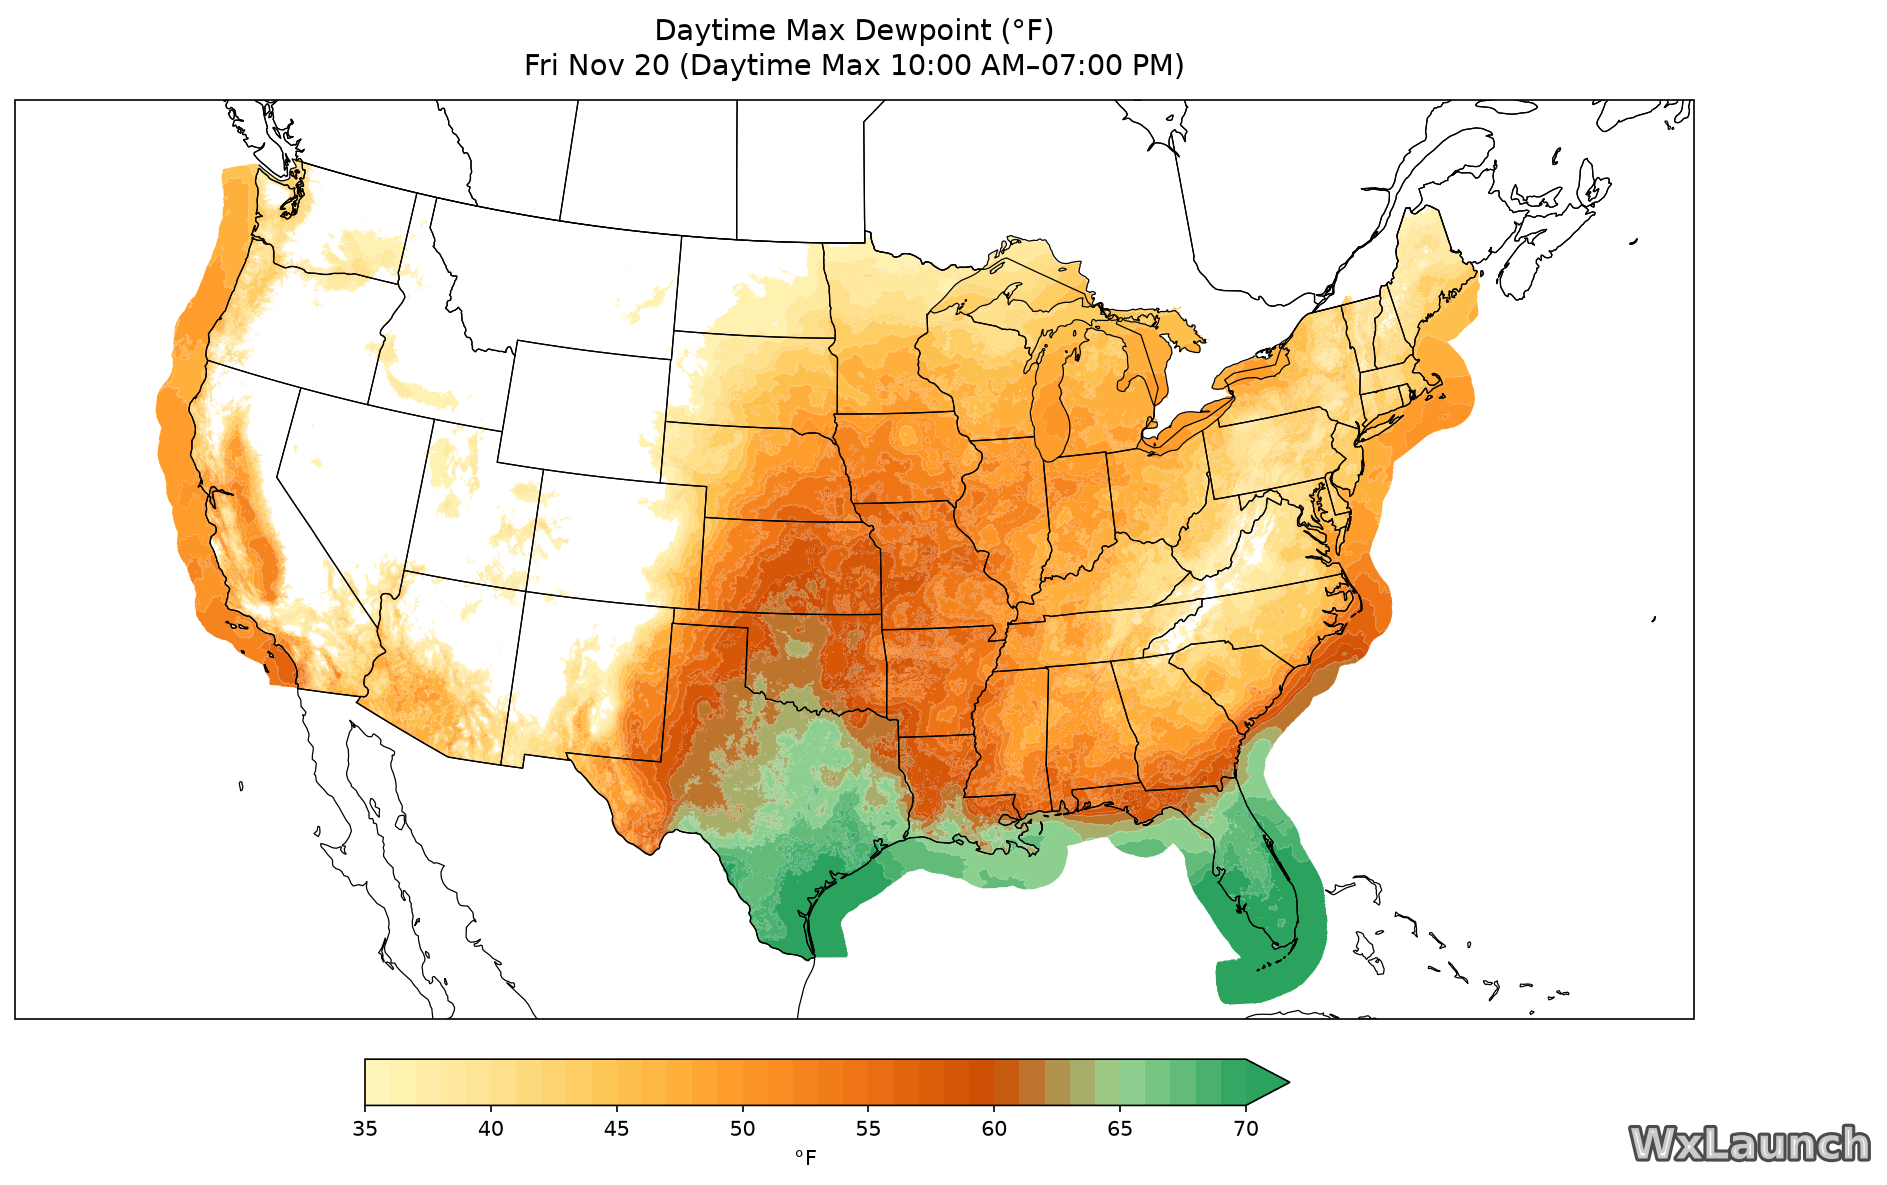 Daytime Max Dewpoint (°F)
Fri Nov 20 (Daytime Max 10:00 AM–07:00 PM)
35 40 45 50 55 60 65 70
°F
WxLaunch